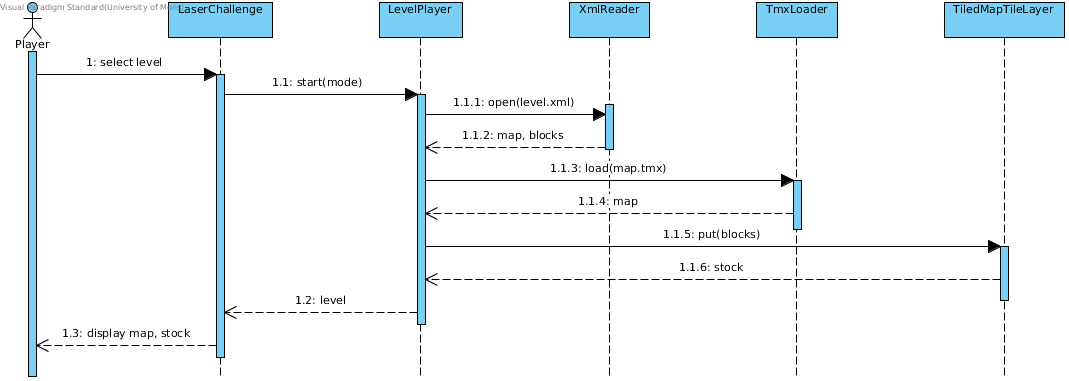 Visual Paradigm Standard(University of
LaserChallenge
LevelPlayer
XmlReader
TmxLoader
TiledMapTileLayer
Player
1: select level
1.1: start(mode)
1.1.1: open(level.xml)
1.1.2: map, blocks
1.1.3: load(map.tmx)
1.1.4: map
1.1.5: put(blocks)
1.1.6: stock
1.2: level
1.3: display map, stock